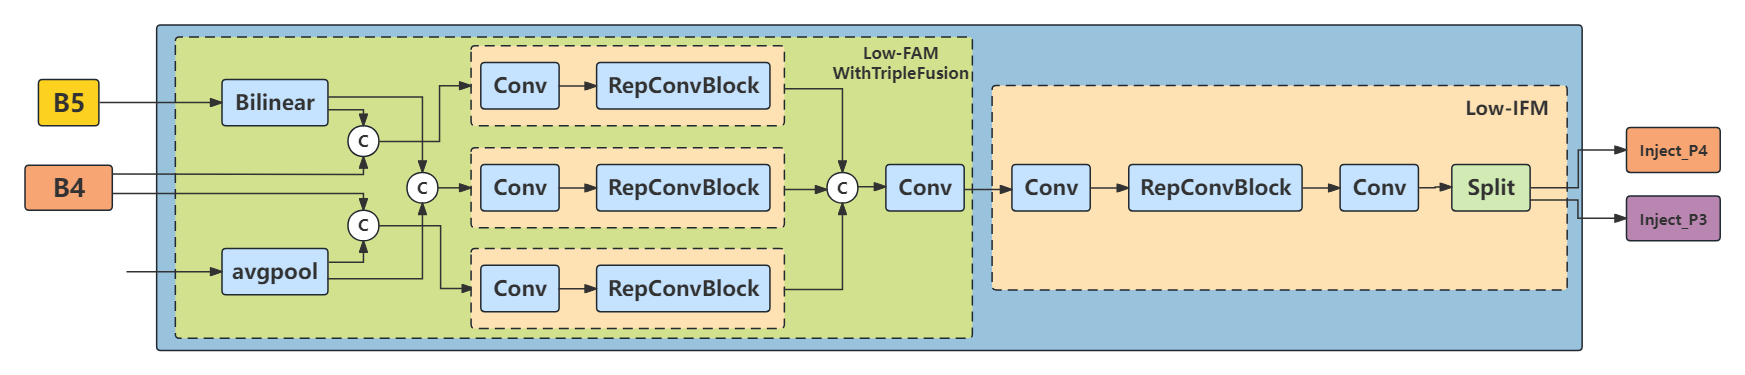 B5
B4
Bilinear
avgpool
C
C
C
Conv
RepConvBlock
Conv
RepConvBlock
Conv
RepConvBlock
Low-FAM
WithTripleFusion
C
Conv
Low-IFM
Conv
RepConvBlock
Conv
Split
Inject_P4
Inject_P3